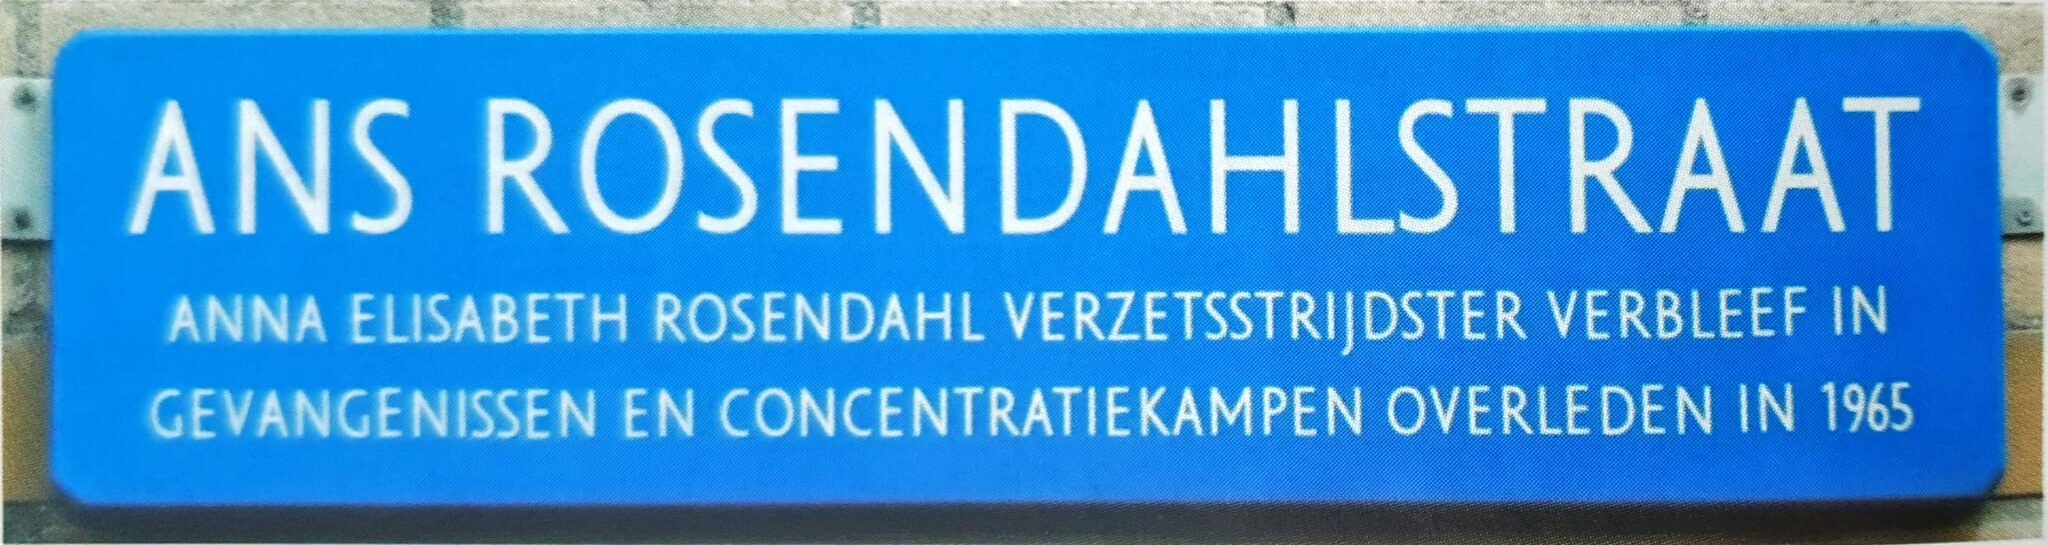 ANS ROSENDAHLSTRAAT
ANNA ELISABETH ROSENDAHL VERZETSSTRIJDSTER VERBLEEF IN
GEVANGENISSEN EN CONCENTRATIEKAMPEN OVERLEDEN IN 1965